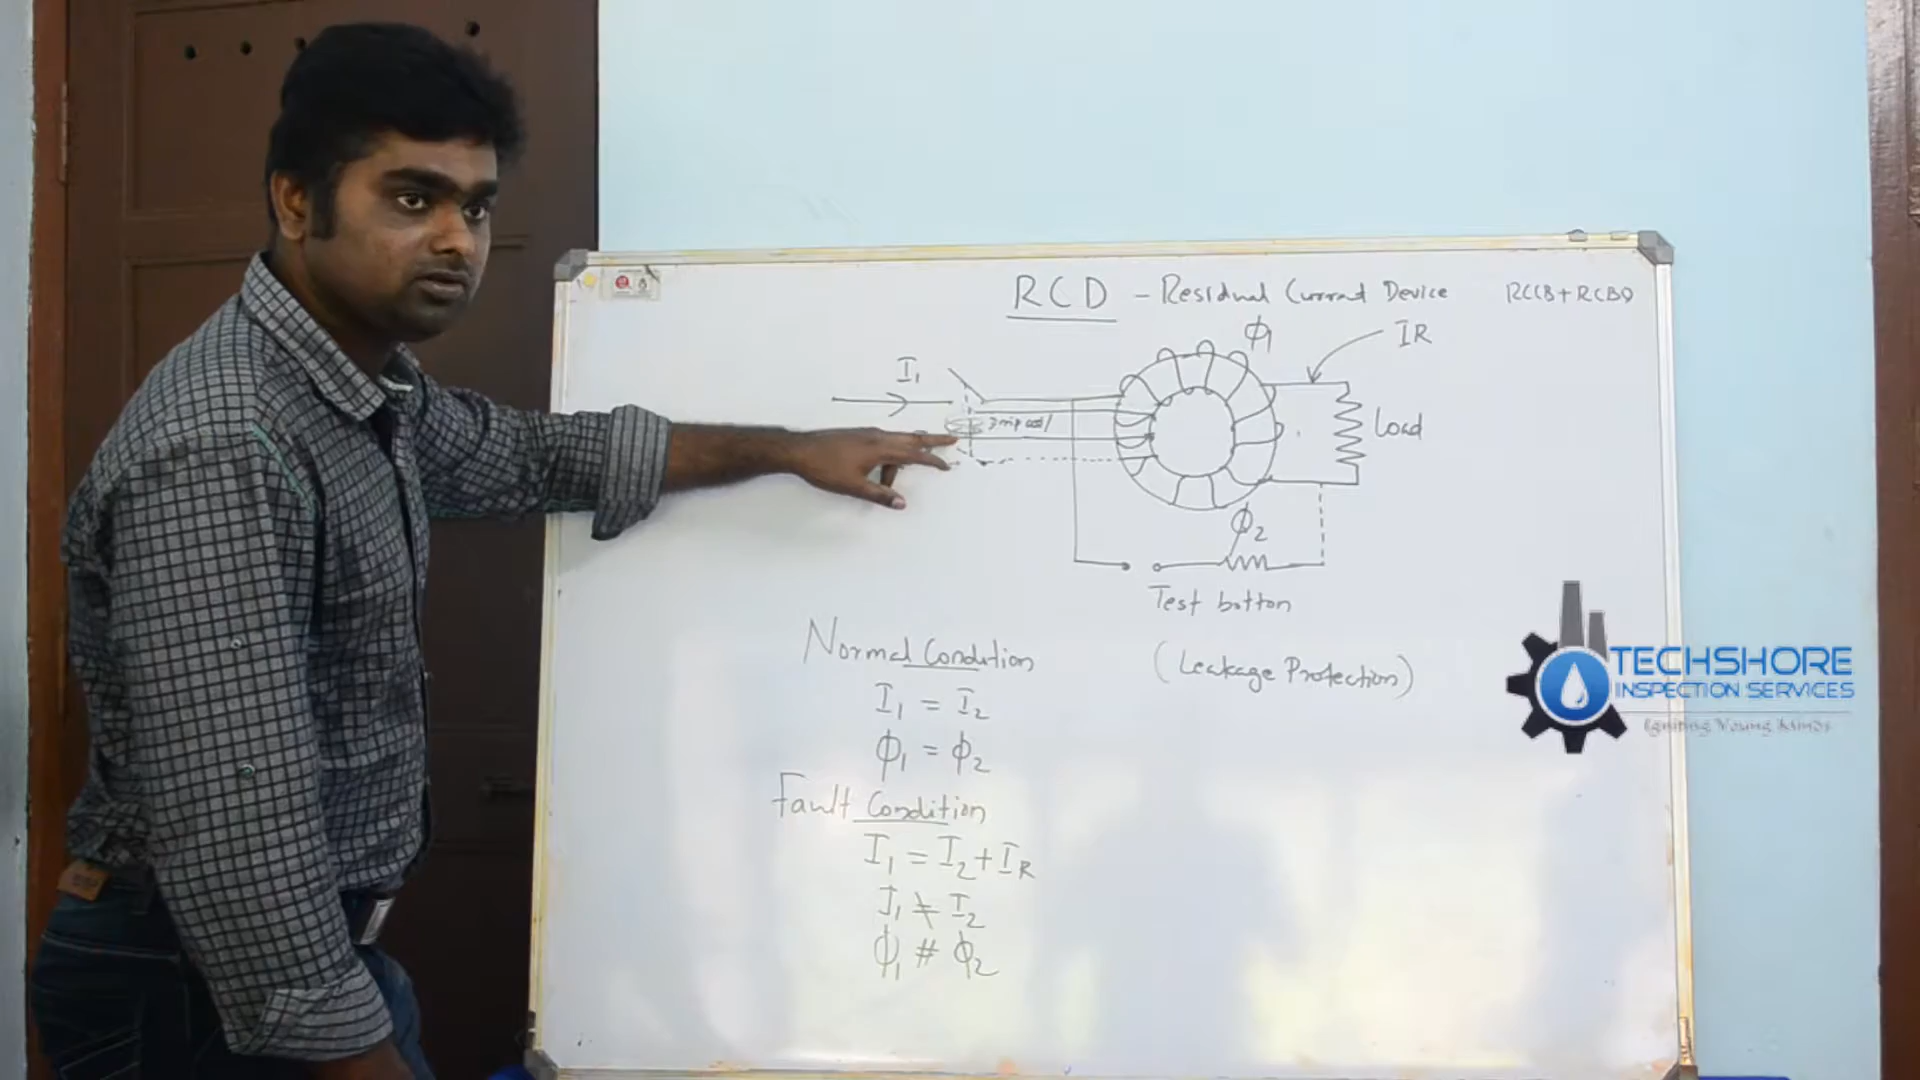 RCD - Residual Current Device
RCCB + RCBO
Φ1
IR
I1
Trip coil
Load
Φ2
Test botton
Normal Condition
(Leakage Protection)
I1 = I2
Φ1 = Φ2
Fault Condition
I1 = I2 + IR
I1 ≠ I2
Φ1 ≠ Φ2
TECHSHORE
INSPECTION SERVICES
Igniting Young Minds